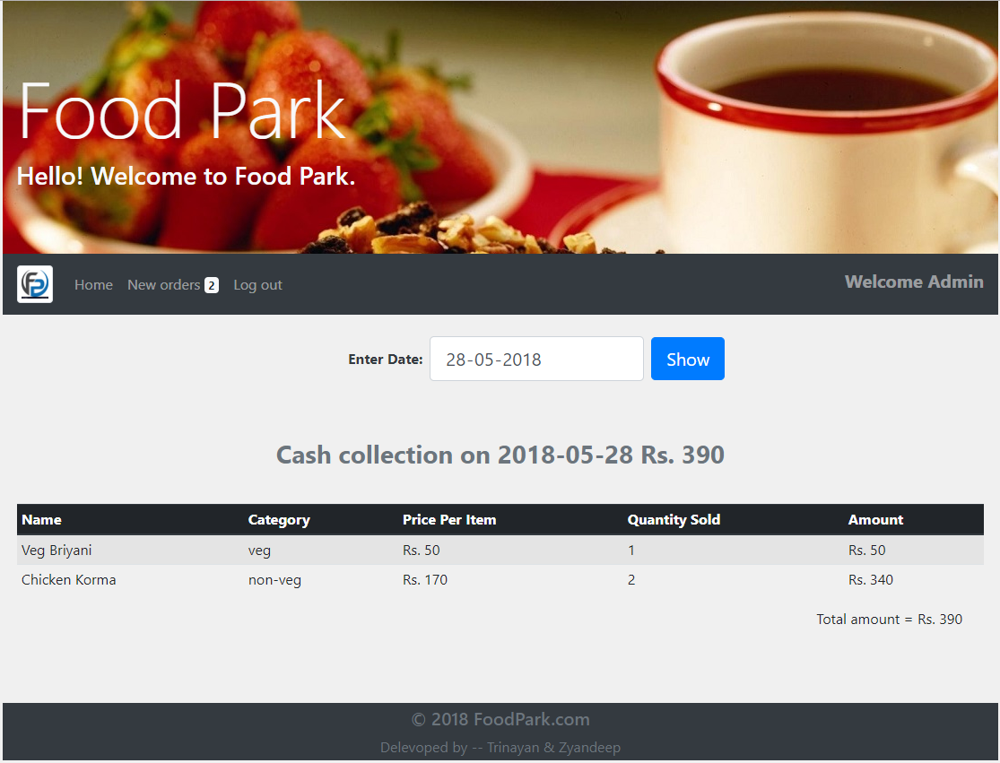 Food Park
Hello! Welcome to Food Park.
FP Home New orders 2 Log out Welcome Admin
Enter Date: 28-05-2018 Show
Cash collection on 2018-05-28 Rs. 390
Name Category Price Per Item Quantity Sold Amount
Veg Briyani veg Rs. 50 1 Rs. 50
Chicken Korma non-veg Rs. 170 2 Rs. 340
Total amount = Rs. 390
© 2018 FoodPark.com
Delevoped by -- Trinayan & Zyandeep